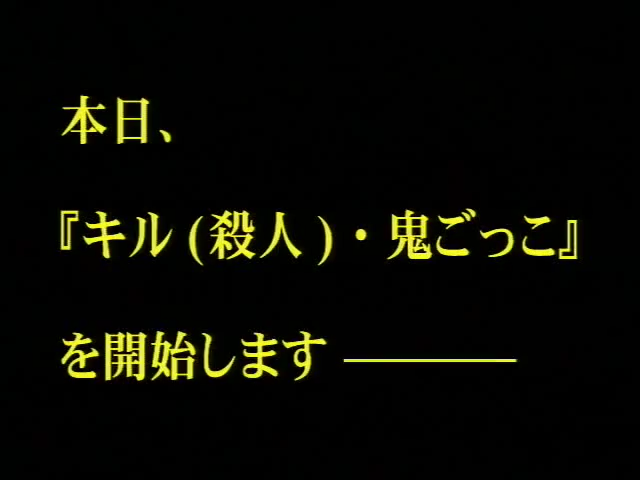 本日、
『キル(殺人)・鬼ごっこ』
を開始します――――